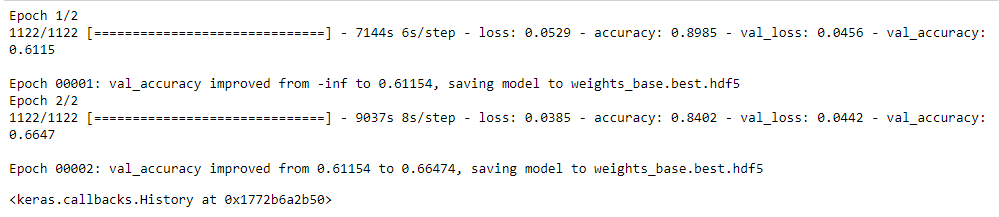 Epoch 1/2
1122/1122 [==============================] - 7144s 6s/step - loss: 0.0529 - accuracy: 0.8985 - val_loss: 0.0456 - val_accuracy:
0.6115
Epoch 00001: val_accuracy improved from -inf to 0.61154, saving model to weights_base.best.hdf5
Epoch 2/2
1122/1122 [==============================] - 9037s 8s/step - loss: 0.0385 - accuracy: 0.8402 - val_loss: 0.0442 - val_accuracy:
0.6647
Epoch 00002: val_accuracy improved from 0.61154 to 0.66474, saving model to weights_base.best.hdf5
<keras.callbacks.History at 0x1772b6a2b50>